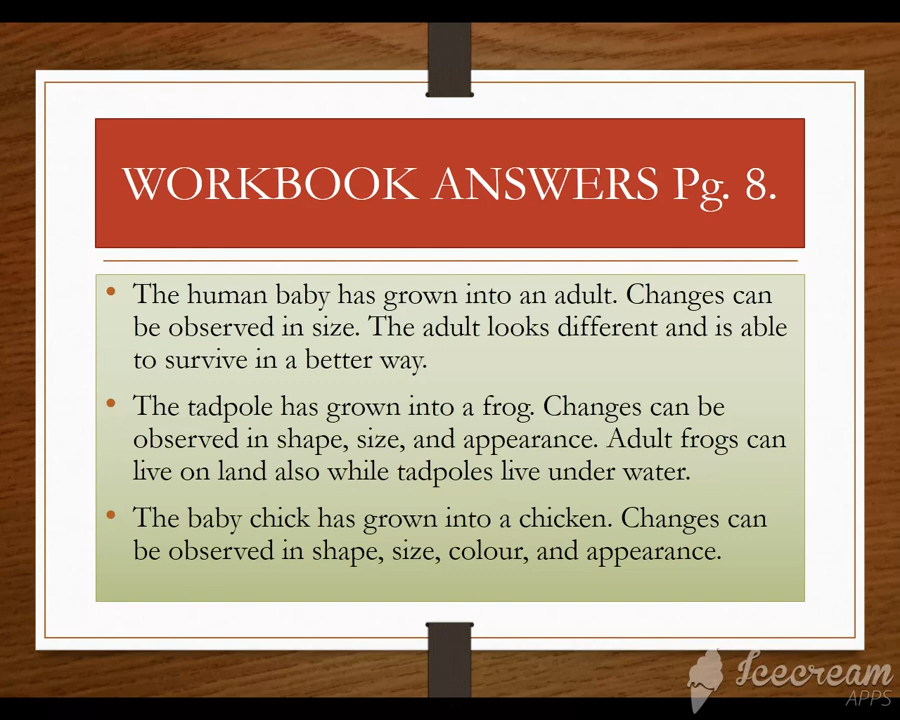 WORKBOOK ANSWERS Pg. 8.
• The human baby has grown into an adult. Changes can
be observed in size. The adult looks different and is able
to survive in a better way.
• The tadpole has grown into a frog. Changes can be
observed in shape, size, and appearance. Adult frogs can
live on land also while tadpoles live under water.
• The baby chick has grown into a chicken. Changes can
be observed in shape, size, colour, and appearance.
Icecream
APPS